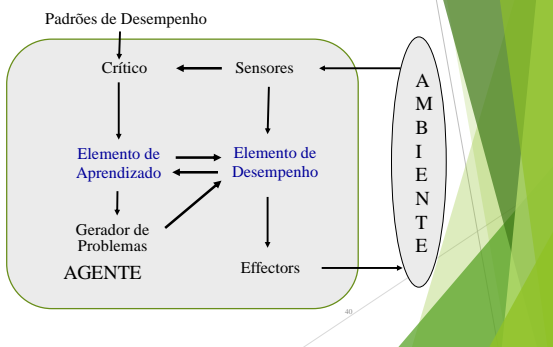 Padrões de Desempenho
Crítico
Sensores
Elemento de
Aprendizado
Elemento de
Desempenho
Gerador de
Problemas
AGENTE
Effectors
A
M
B
I
E
N
T
E
40